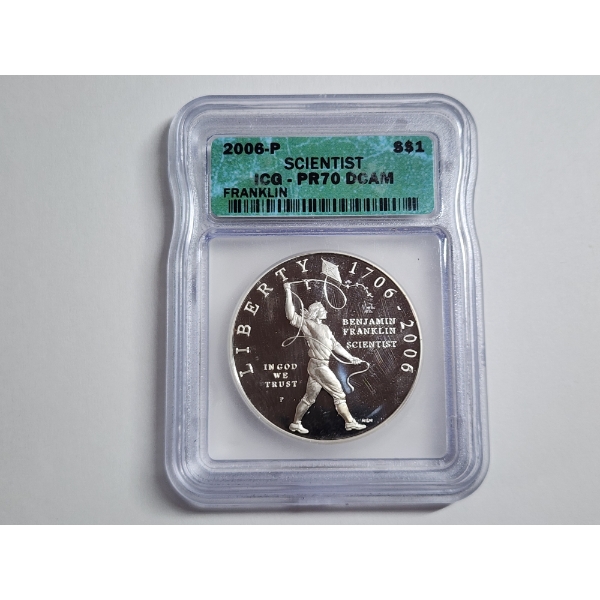 2006-P S$1
SCIENTIST
ICG - PR70 DCAM
FRANKLIN
LIBERTY 1706-2006
BENJAMIN
FRANKLIN
SCIENTIST
IN GOD
WE
TRUST
P